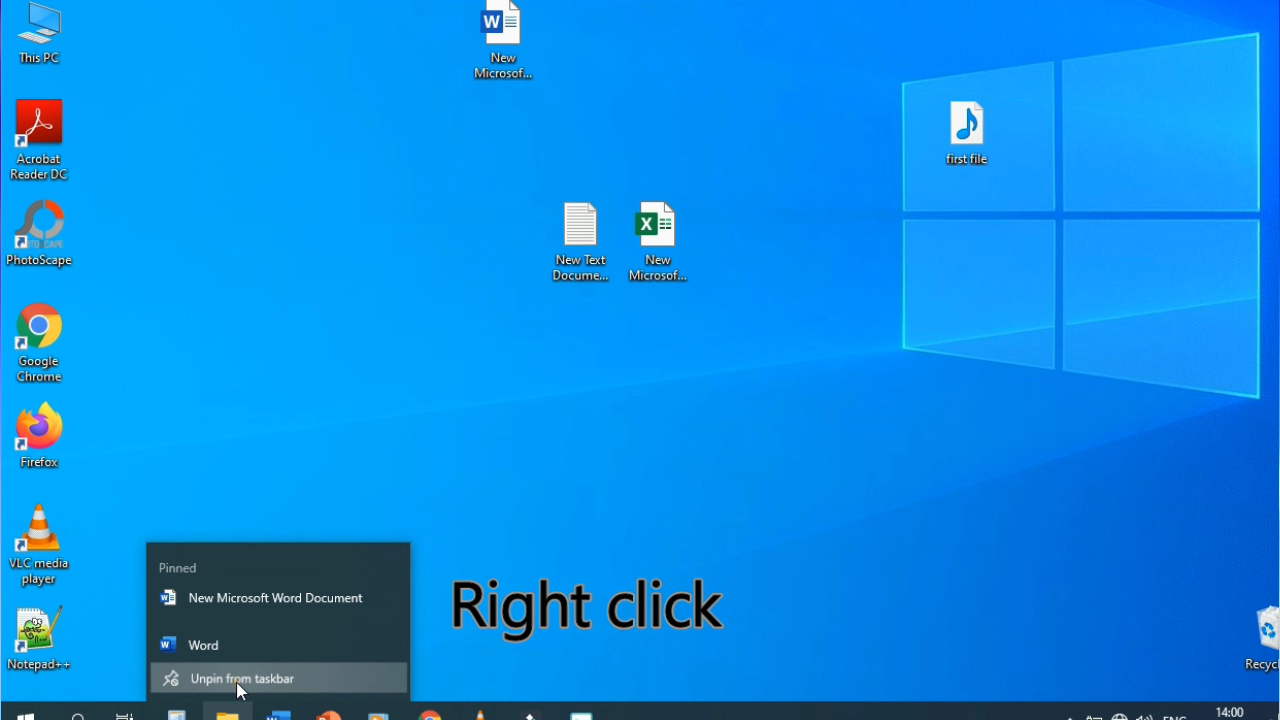 This PC
New
Microsof...
first file
Acrobat
Reader DC
PhotoScape
New Text
Docume...
New
Microsof...
Google
Chrome
Firefox
VLC media
player
Notepad++
Pinned
New Microsoft Word Document
Word
Unpin from taskbar
Right click
Recycl
14:00
ENG